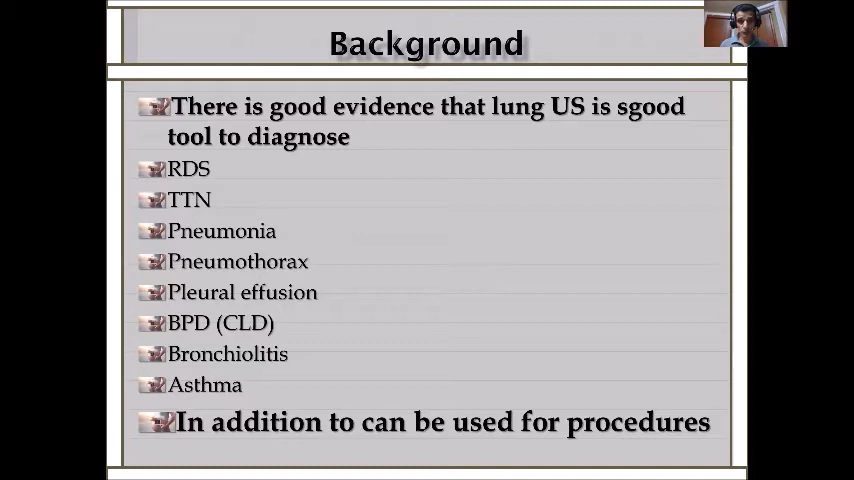 Background
There is good evidence that lung US is sgood
tool to diagnose
RDS
TTN
Pneumonia
Pneumothorax
Pleural effusion
BPD (CLD)
Bronchiolitis
Asthma
In addition to can be used for procedures